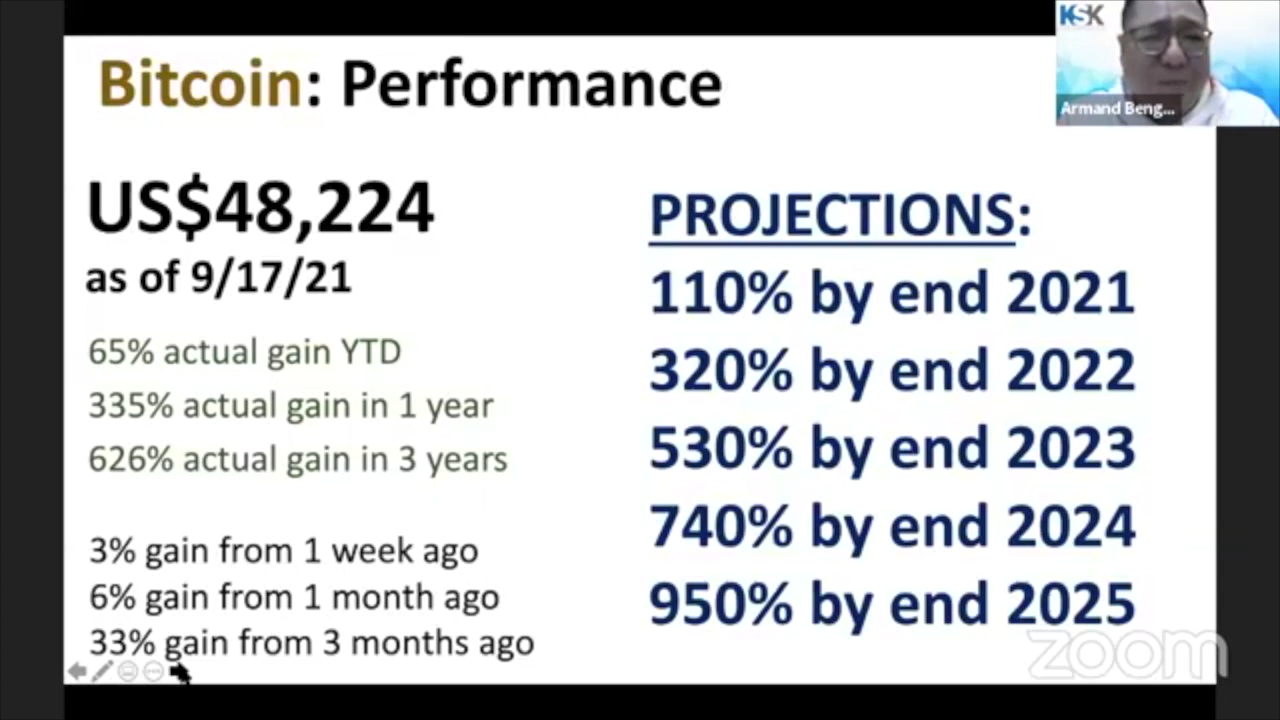 KSK
Armand Beng...
Bitcoin: Performance
US$48,224
as of 9/17/21
65% actual gain YTD
335% actual gain in 1 year
626% actual gain in 3 years
3% gain from 1 week ago
6% gain from 1 month ago
33% gain from 3 months ago
PROJECTIONS:
110% by end 2021
320% by end 2022
530% by end 2023
740% by end 2024
950% by end 2025
zoom